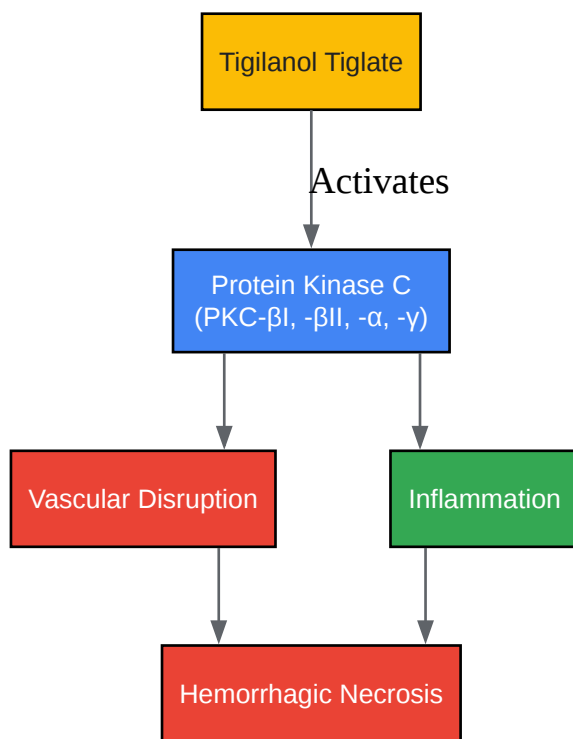 Tigilanol Tiglate
Activates
Protein Kinase C
(PKC-βI, -βII, -α, -γ)
Vascular Disruption
Inflammation
Hemorrhagic Necrosis